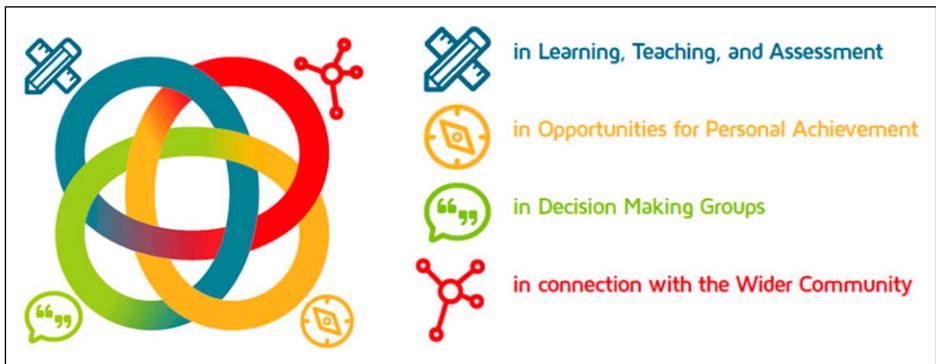 in Learning, Teaching, and Assessment
in Opportunities for Personal Achievement
in Decision Making Groups
in connection with the Wider Community